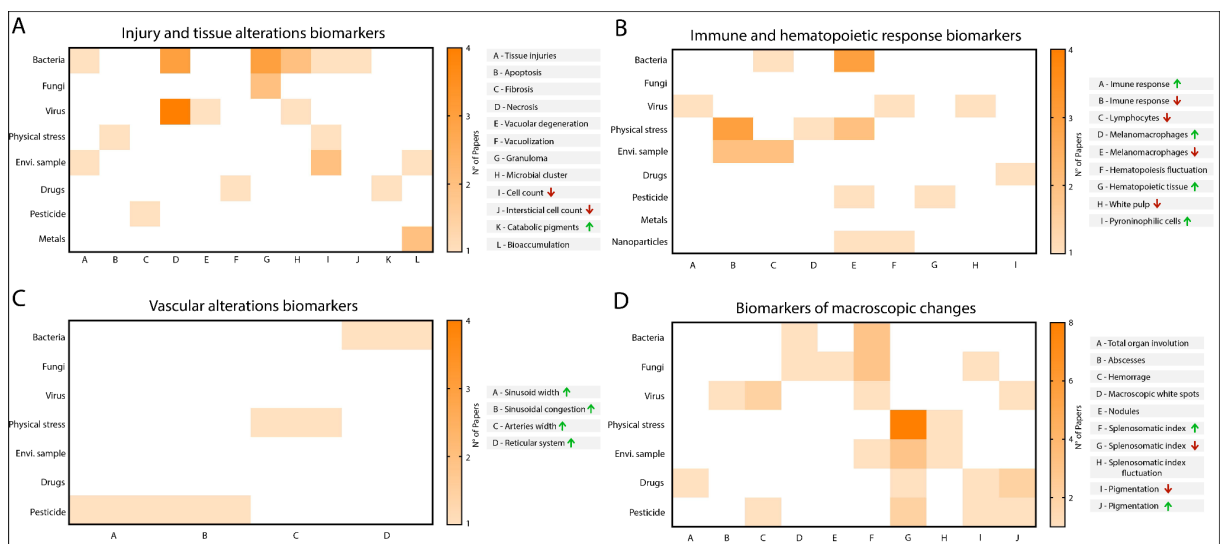 A
Injury and tissue alterations biomarkers
Bacteria
Fungi
Virus
Physical stress
Envi. sample
Drugs
Pesticide
Metals
A B C D E F G H I J K L
4
3
2
1
N° of Papers
A - Tissue injuries
B - Apoptosis
C - Fibrosis
D - Necrosis
E - Vacuolar degeneration
F - Vacuolization
G - Granuloma
H - Microbial cluster
I - Cell count ↓
J - Intersticial cell count ↓
K - Catabolic pigments ↑
L - Bioaccumulation
B
Immune and hematopoietic response biomarkers
Bacteria
Fungi
Virus
Physical stress
Envi. sample
Drugs
Pesticide
Metals
Nanoparticles
A B C D E F G H I
4
3
2
1
N° of Papers
A - Imune response ↑
B - Imune response ↓
C - Lymphocytes ↓
D - Melanomacrophages ↑
E - Melanomacrophages ↓
F - Hematopoiesis fluctuation
G - Hematopoietic tissue ↑
H - White pulp ↓
I - Pyroninophilic cells ↑
C
Vascular alterations biomarkers
Bacteria
Fungi
Virus
Physical stress
Envi. sample
Drugs
Pesticide
A B C D
4
3
2
1
N° of Papers
A - Sinusoid width ↑
B - Sinusoidal congestion ↑
C - Arteries width ↑
D - Reticular system ↑
D
Biomarkers of macroscopic changes
Bacteria
Fungi
Virus
Physical stress
Envi. sample
Drugs
Pesticide
A B C D E F G H I J
8
6
4
2
N° of Papers
A - Total organ involution
B - Abscesses
C - Hemorrage
D - Macroscopic white spots
E - Nodules
F - Splenosomatic index ↑
G - Splenosomatic index ↓
H - Splenosomatic index
fluctuation
I - Pigmentation ↓
J - Pigmentation ↑